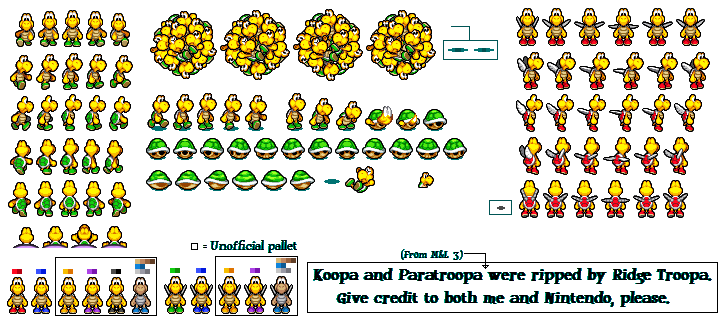 = Unofficial pallet
(From M&L 3)
Koopa and Paratroopa were ripped by Ridge Troopa.
Give credit to both me and Nintendo, please.